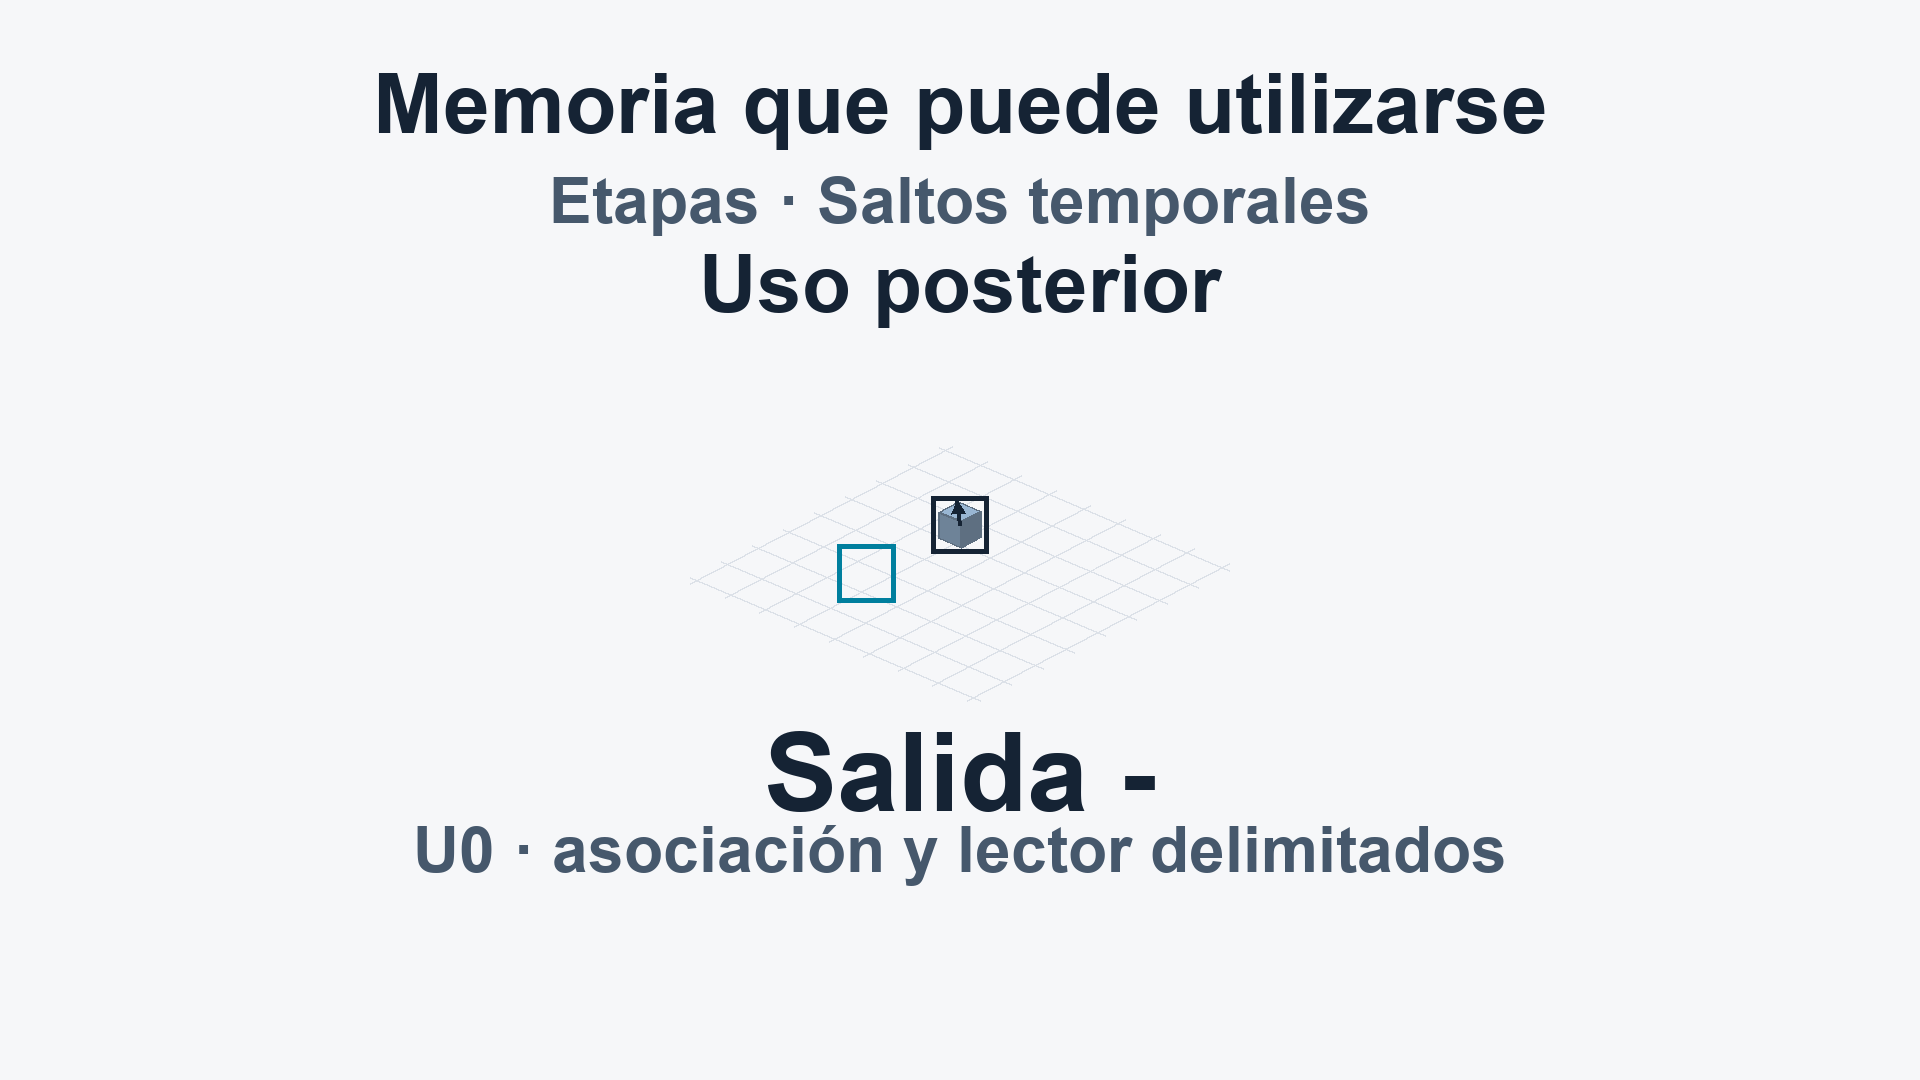 Memoria que puede utilizarse
Etapas · Saltos temporales
Uso posterior
Salida -
U0 · asociación y lector delimitados